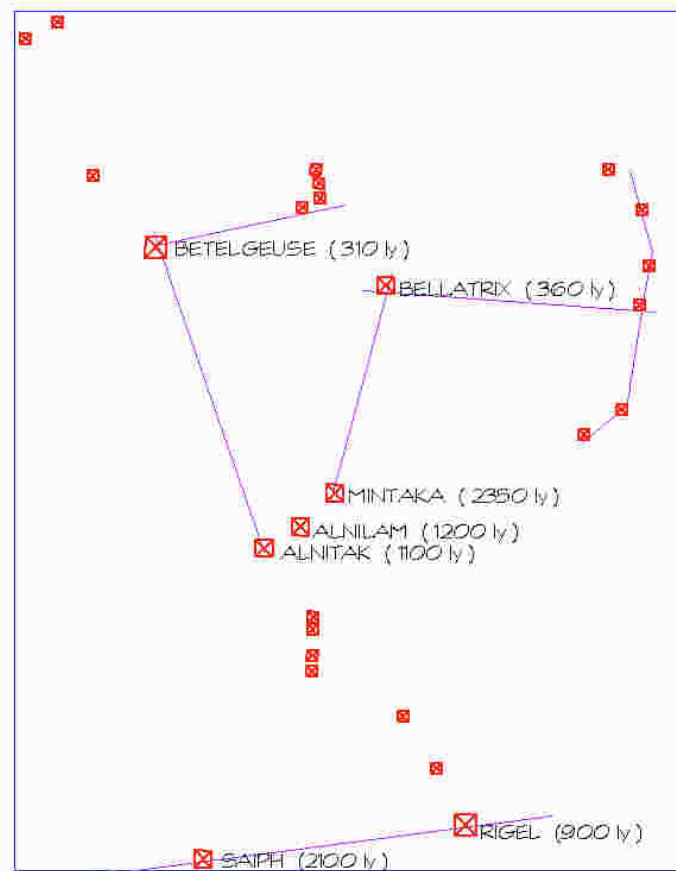 BETELGEUSE (310 ly)
BELLATRIX (360 ly)
MINTAKA (2350 ly)
ALNILAM (1200 ly)
ALNITAK (1100 ly)
RIGEL (900 ly)
SAIPH (2100 ly)